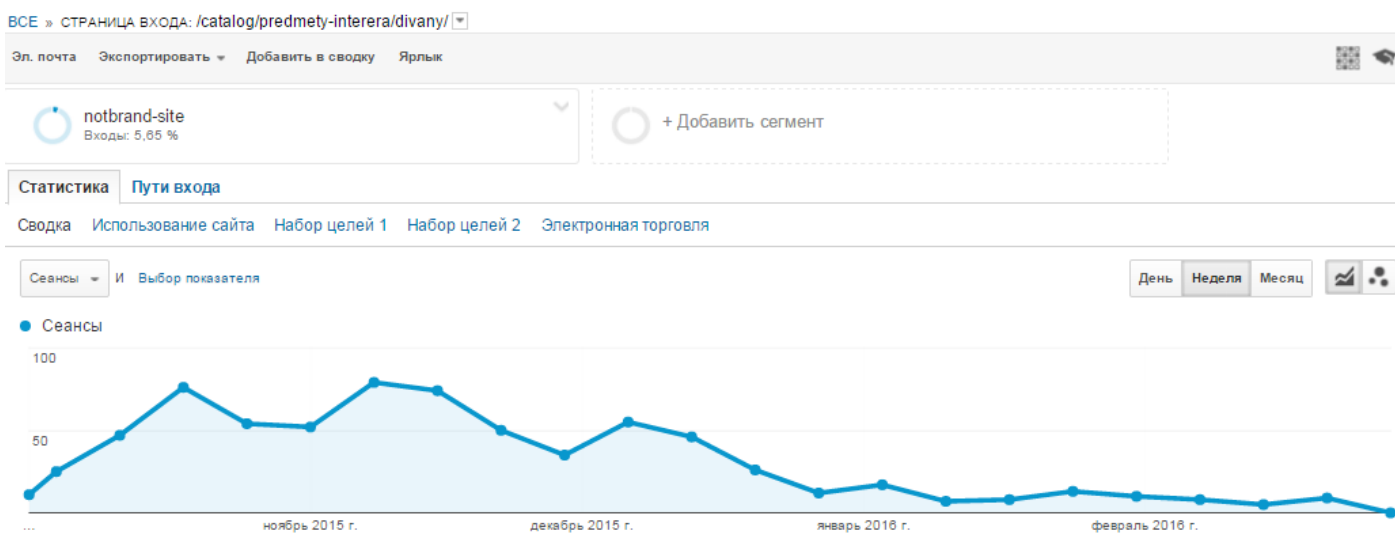 ВСЕ » СТРАНИЦА ВХОДА: /catalog/predmety-interera/divany/
Эл. почта Экспортировать Добавить в сводку Ярлык
notbrand-site
Входы: 5,65 %
+ Добавить сегмент
Статистика Пути входа
Сводка Использование сайта Набор целей 1 Набор целей 2 Электронная торговля
Сеансы И Выбор показателя День Неделя Месяц
Сеансы
100
50
... ноябрь 2015 г. декабрь 2015 г. январь 2016 г. февраль 2016 г.